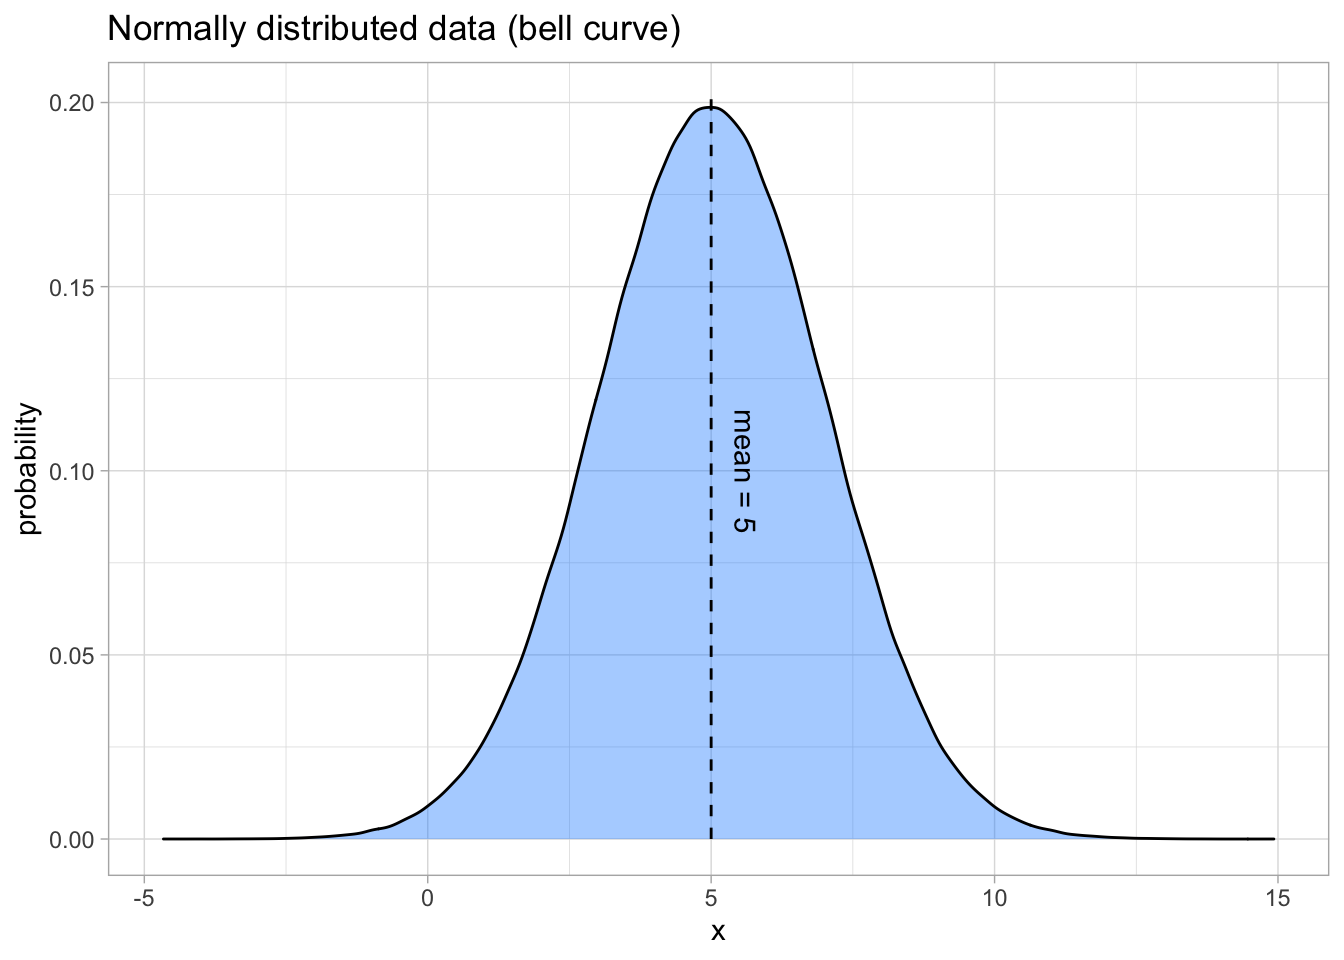 Normally distributed data (bell curve)
0.20
0.15
0.10
0.05
0.00
probability
mean = 5
-5
0
5
10
15
x